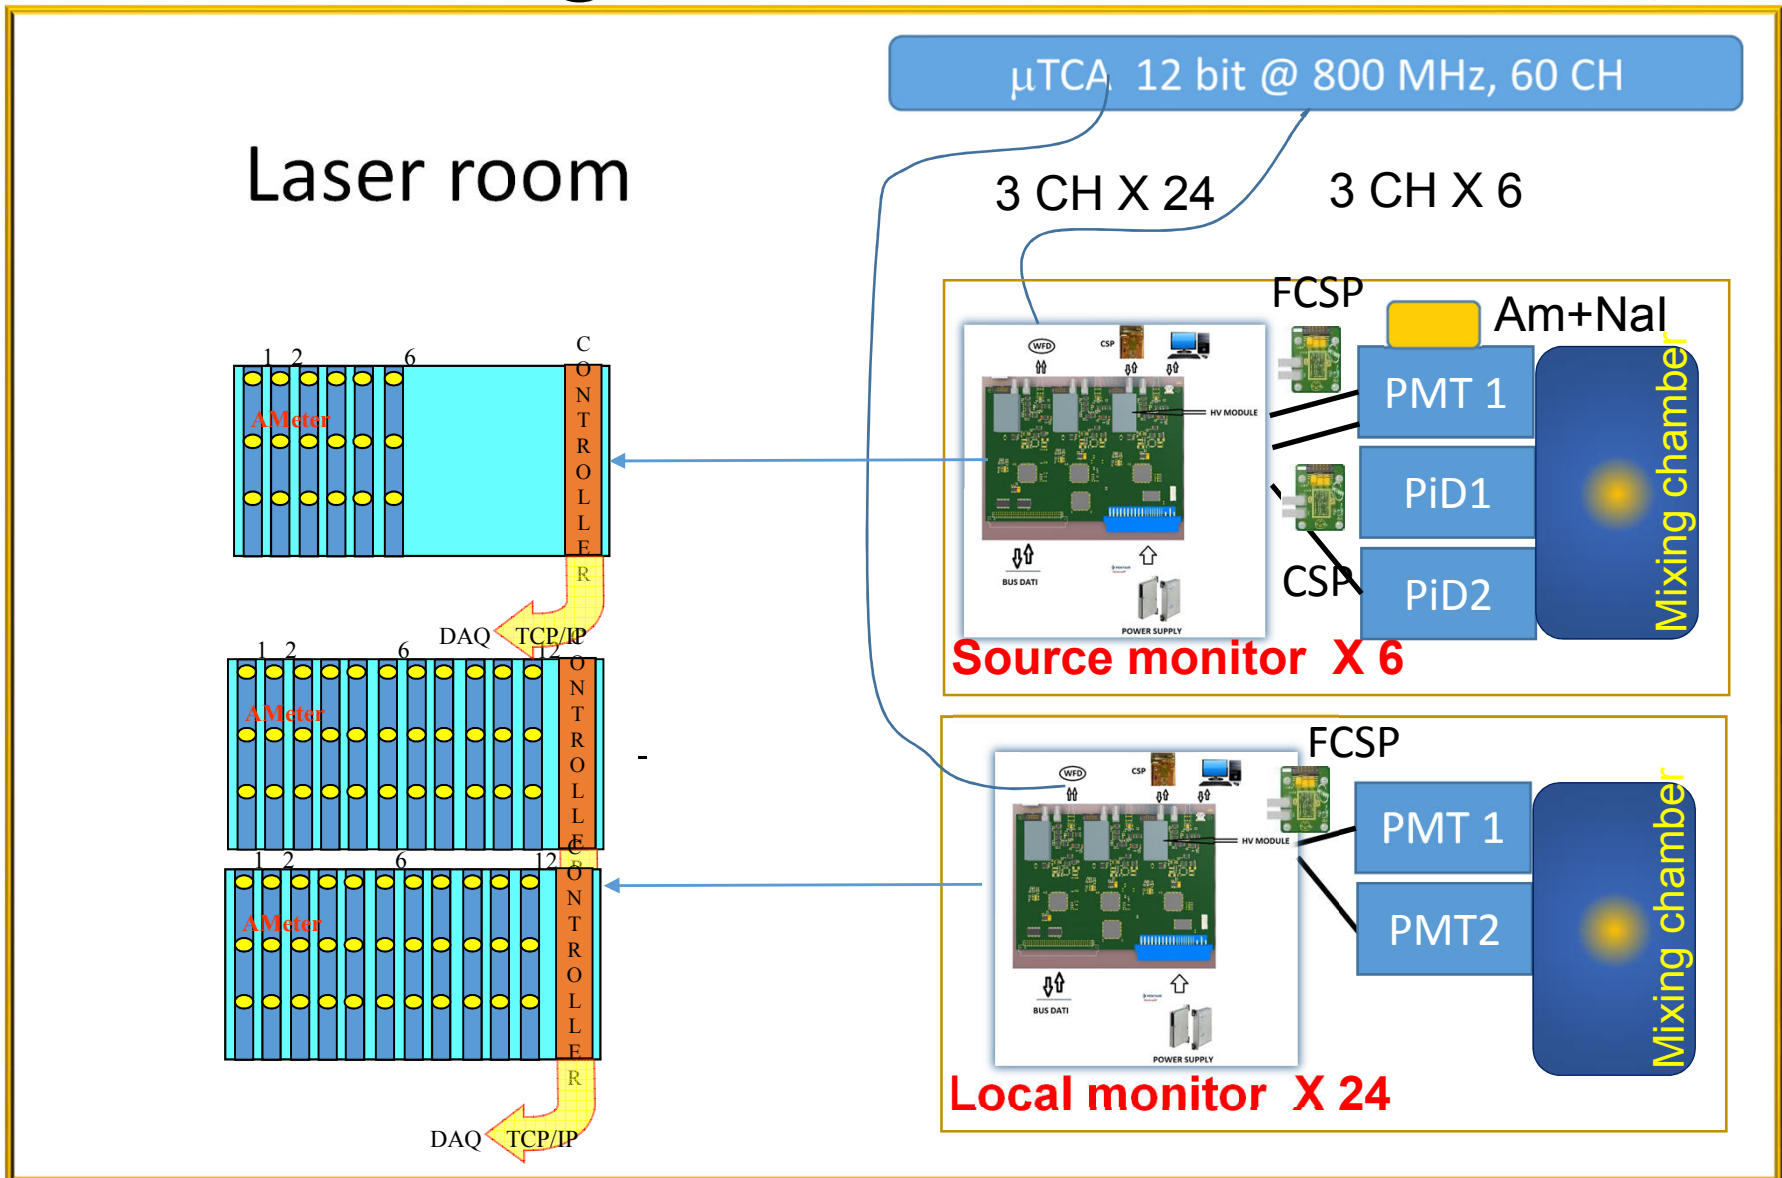 μTCA 12 bit @ 800 MHz, 60 CH
Laser room
3 CH X 24
3 CH X 6
FCSP
Am+NaI
WFD
CSP
HV MODULE
PMT 1
PiD1
CSP
PiD2
Mixing chamber
BUS DATI
POWER SUPPLY
Source monitor X 6
1 2 6
AMeter
CONTROLLER
DAQ TCP/IP
1 2 6 12
AMeter
CONTROLLER
-
1 2 6 12
AMeter
CONTROLLER
DAQ TCP/IP
FCSP
WFD
CSP
HV MODULE
PMT 1
PMT2
Mixing chamber
BUS DATI
POWER SUPPLY
Local monitor X 24